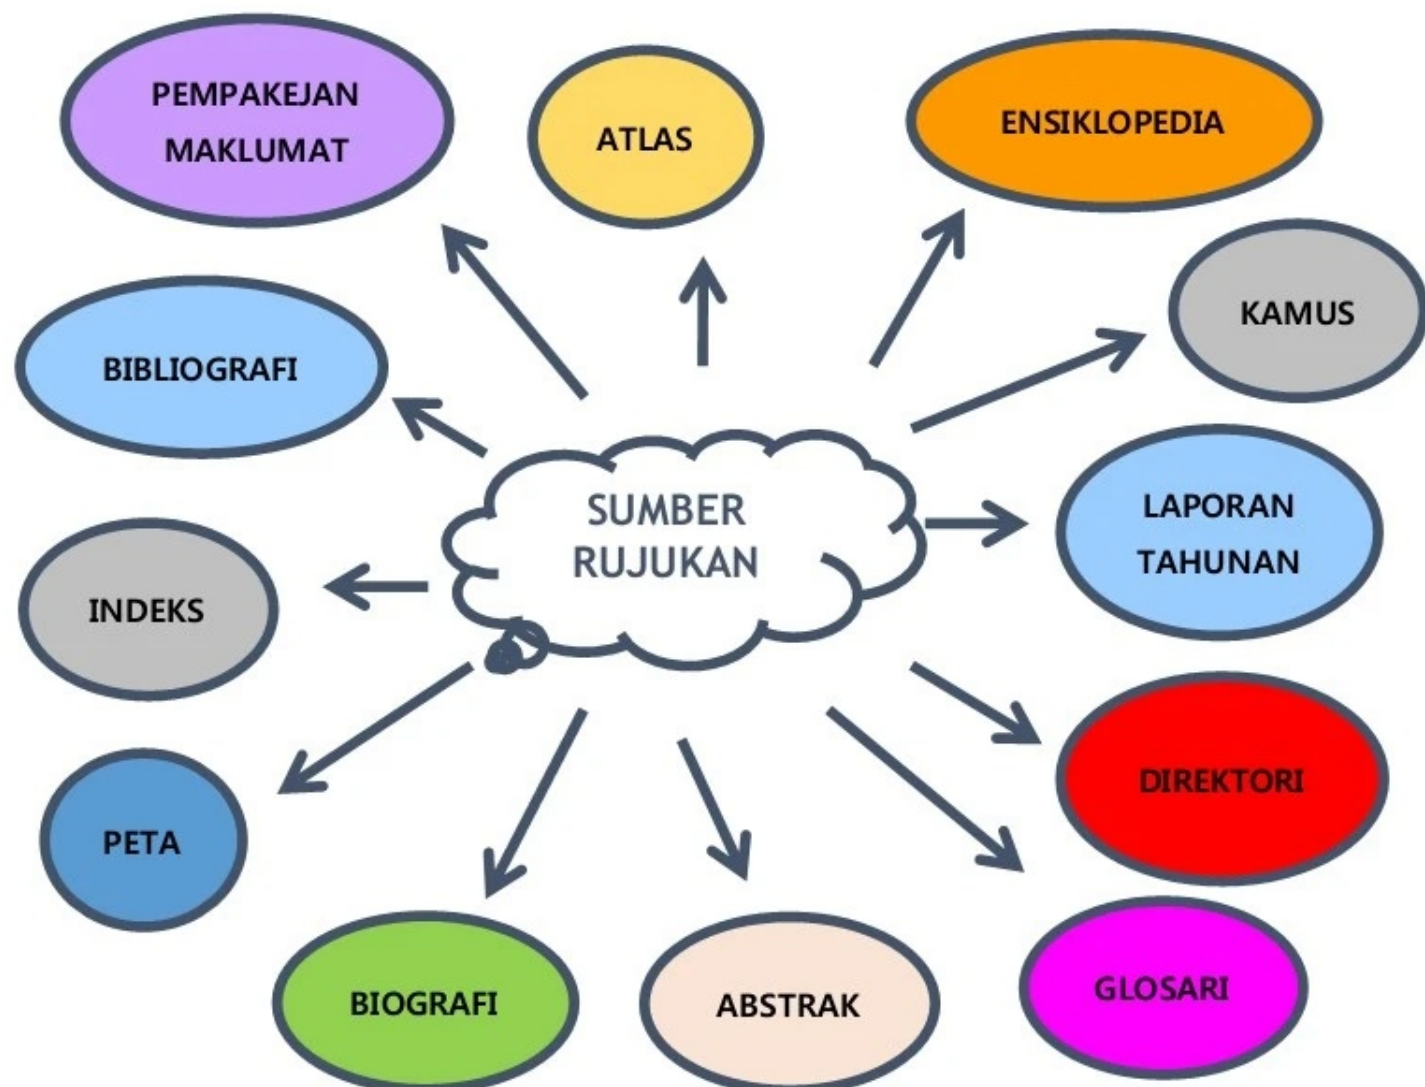 PEMPAKEJAN
MAKLUMAT
ATLAS
ENSIKLOPEDIA
KAMUS
BIBLIOGRAFI
SUMBER
RUJUKAN
LAPORAN
TAHUNAN
INDEKS
DIREKTORI
PETA
GLOSARI
BIOGRAFI
ABSTRAK